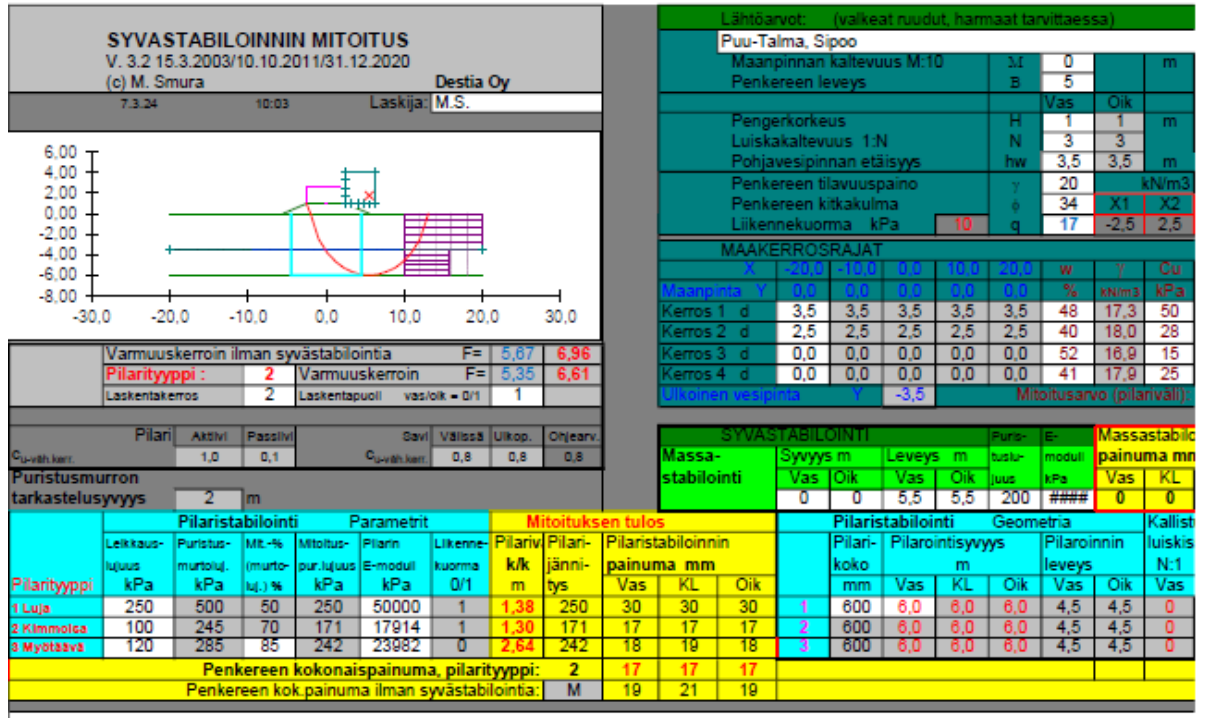 SYVASTABILOINNIN MITOITUS
V. 3.2 15.3.2003/10.10.2011/31.12.2020
(c) M. Smura Destia Oy
7.3.24 10:03 Laskija: M.S.
6,00
4,00
2,00
0,00
-2,00
-4,00
-6,00
-8,00
-30,0 -20,0 -10,0 0,0 10,0 20,0 30,0
Lähtöarvot: (valkeat ruudut, harmaat tarvittaessa)
Puu-Talma, Sipoo
Maanpinnan kaltevuus M:10 M 0 m
Penkereen leveys B 5
Vas Oik
Pengerkorkeus H 1 1 m
Luiskakaltevuus 1:N N 3 3
Pohjavesipinnan etäisyys hw 3,5 3,5 m
Penkereen tilavuuspaino γ 20 kN/m3
Penkereen kitkakulma ϕ 34 X1 X2
Liikennekuorma kPa 10 q 17 -2,5 2,5
MAAKERROSRAJAT
X -20,0 -10,0 0,0 10,0 20,0 w γ Cu
Maanpinta Y 0,0 0,0 0,0 0,0 0,0 % kN/m3 kPa
Kerros 1 d 3,5 3,5 3,5 3,5 3,5 48 17,3 50
Kerros 2 d 2,5 2,5 2,5 2,5 2,5 40 18,0 28
Kerros 3 d 0,0 0,0 0,0 0,0 0,0 52 16,9 15
Kerros 4 d 0,0 0,0 0,0 0,0 0,0 41 17,9 25
Ulkoinen vesipinta Y -3,5 Mitoitusarvo (pilariväli):
Varmuuskerroin ilman syvästabilointia F= 5,67 6,96
Pilarityyppi : 2 Varmuuskerroin F= 5,35 6,61
Laskentakerros 2 Laskentapuoli vas/oik = 0/1 1
Pilari Aktiivi Passiivi Savi Välissä Ulkop. Ohjearv.
Cu-väh.kerr. 1,0 0,1 Cu-väh.kerr. 0,8 0,8 0,8
Puristusmurron
tarkastelusyvyys 2 m
SYVÄSTABILOINTI Puris- E- Massastabilo
Massa- Syvyys m Leveys m tuslu- moduli painuma mm
stabilointi Vas Oik Vas Oik juus kPa Vas KL
0 0 5,5 5,5 200 #### 0 0
Pilaristabilointi Parametrit Mitoituksen tulos
Leikkaus- Puristus- Mit.-% Mitoitus- Pilarin Liikenne- Pilariv Pilari- Pilaristabiloinnin
lujuus murtoluj. (murto- pur.lujuus E-moduli kuorma k/k jänni- painuma mm
Pilarityyppi kPa kPa luj.) % kPa kPa 0/1 m tys Vas KL Oik
1 Luja 250 500 50 250 50000 1 1,38 250 30 30 30
2 Kimmoisa 100 245 70 171 17914 1 1,30 171 17 17 17
3 Myötäävä 120 285 85 242 23982 0 2,64 242 18 19 18
Penkereen kokonaispainuma, pilarityyppi: 2 17 17 17
Penkereen kok.painuma ilman syvästabilointia: M 19 21 19
Pilaristabilointi Geometria Kallist
Pilari- Pilarointisyvyys Pilaroinnin luiskis
koko m leveys N:1
mm Vas KL Oik Vas Oik Vas
1 600 6,0 6,0 6,0 4,5 4,5 0
2 600 6,0 6,0 6,0 4,5 4,5 0
3 600 6,0 6,0 6,0 4,5 4,5 0